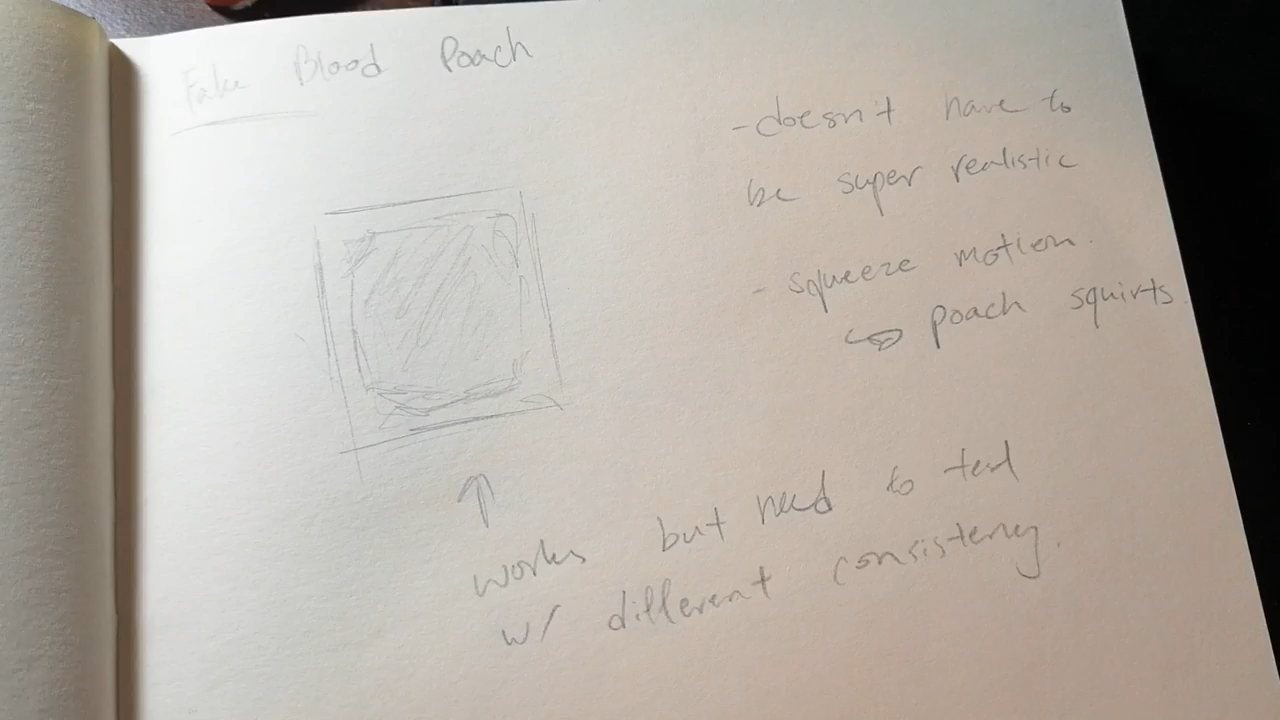 Fake Blood Poach
- doesn't have to
be super realistic
- squeeze motion.
↪ poach squirts.
↑
works but need to test
w/ different consistency.